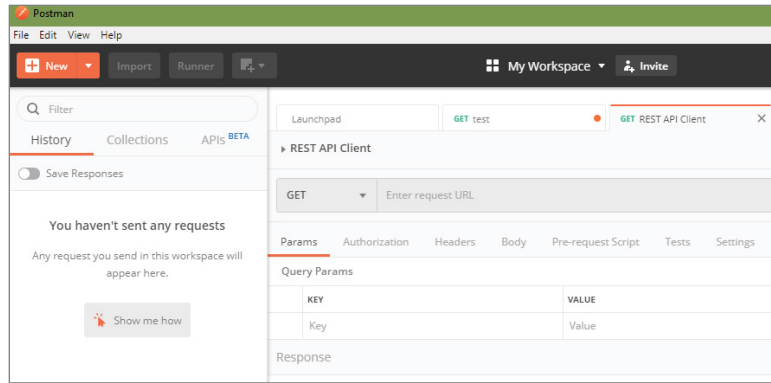 Postman
File Edit View Help
New Import Runner My Workspace Invite
Filter
History Collections APIs BETA
Save Responses
You haven't sent any requests
Any request you send in this workspace will
appear here.
Show me how
Launchpad GET test GET REST API Client X
REST API Client
GET Enter request URL
Params Authorization Headers Body Pre-request Script Tests Settings
Query Params
KEY VALUE
Key Value
Response